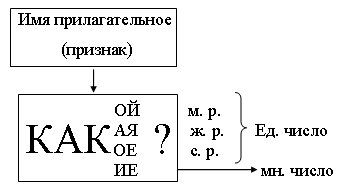 Имя прилагательное
(признак)
КАК ОЙ ? м. р.
АЯ ж. р. Ед. число
ОЕ с. р.
ИЕ мн. число